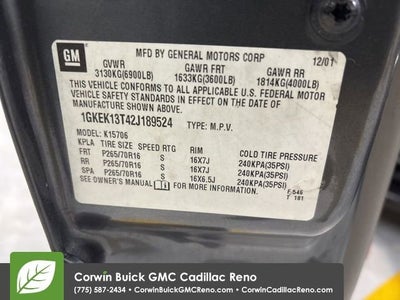 GM
MFD BY GENERAL MOTORS CORP 12/01
GVWR GAWR FRT GAWR RR
3130KG(6900LB) 1633KG(3600LB) 1814KG(4000LB)
THIS VEHICLE CONFORMS TO ALL APPLICABLE U.S. FEDERAL MOTOR
VEHICLE SAFETY STANDARDS IN EFFECT ON THE DATE OF
MANUFACTURE SHOWN ABOVE.
1GKEK13T42J189524 TYPE: M.P.V.
MODEL: K15706
KPLA TIRE SIZE SPEED RTG RIM COLD TIRE PRESSURE
FRT P265/70R16 S 16X7J 240KPA(35PSI)
RR P265/70R16 S 16X7J 240KPA(35PSI)
SPA P265/70R16 S 16X6.5J 240KPA(35PSI)
SEE OWNER'S MANUAL FOR MORE INFORMATION F 546
T 181
Corwin Buick GMC Cadillac Reno
(775) 587-2434 • CorwinBuickGMCReno.com • CorwinCadillacReno.com